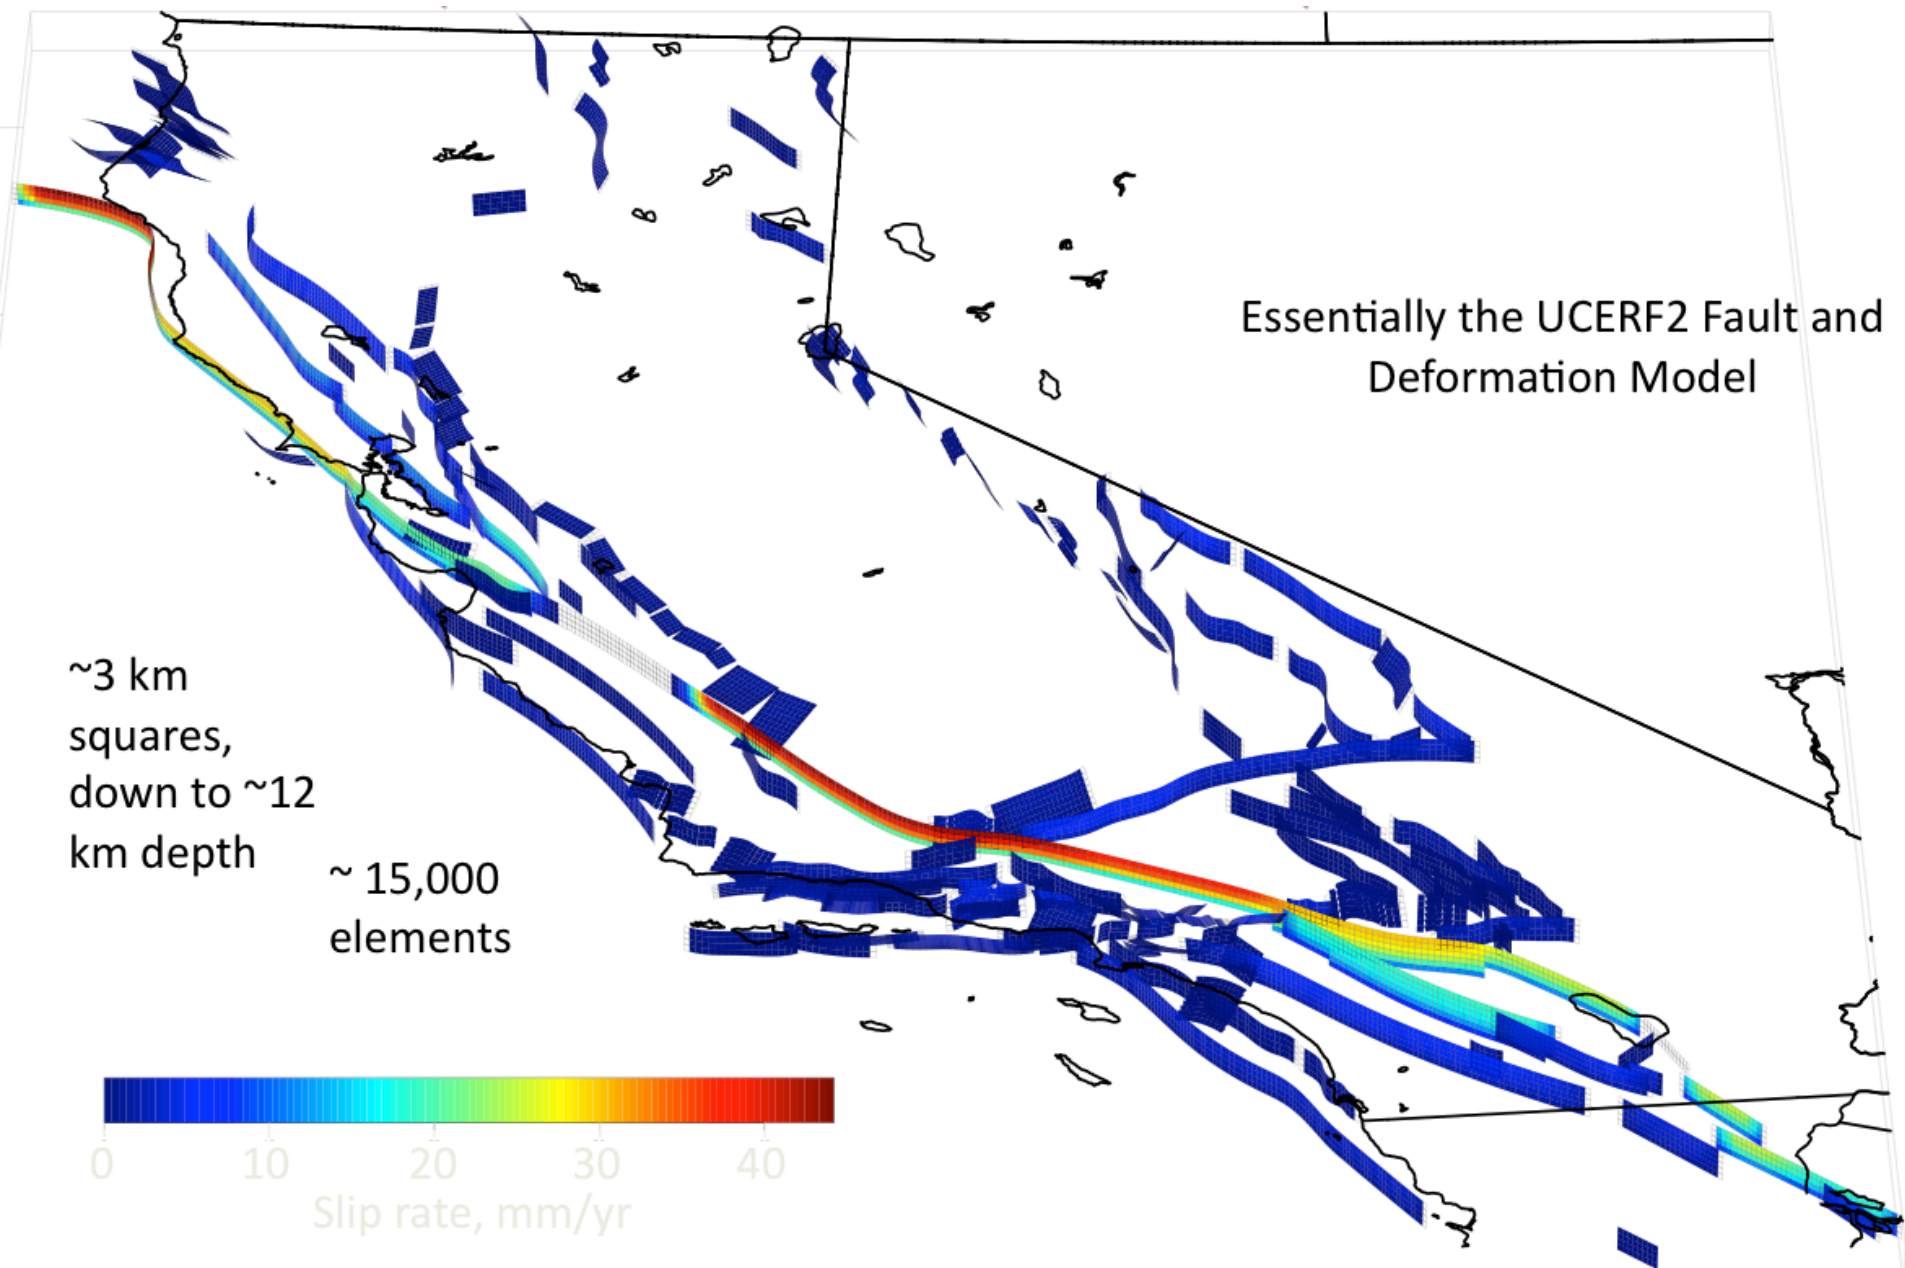 Essentially the UCERF2 Fault and
Deformation Model
~3 km
squares,
down to ~12
km depth
~ 15,000
elements
0 10 20 30 40
Slip rate, mm/yr